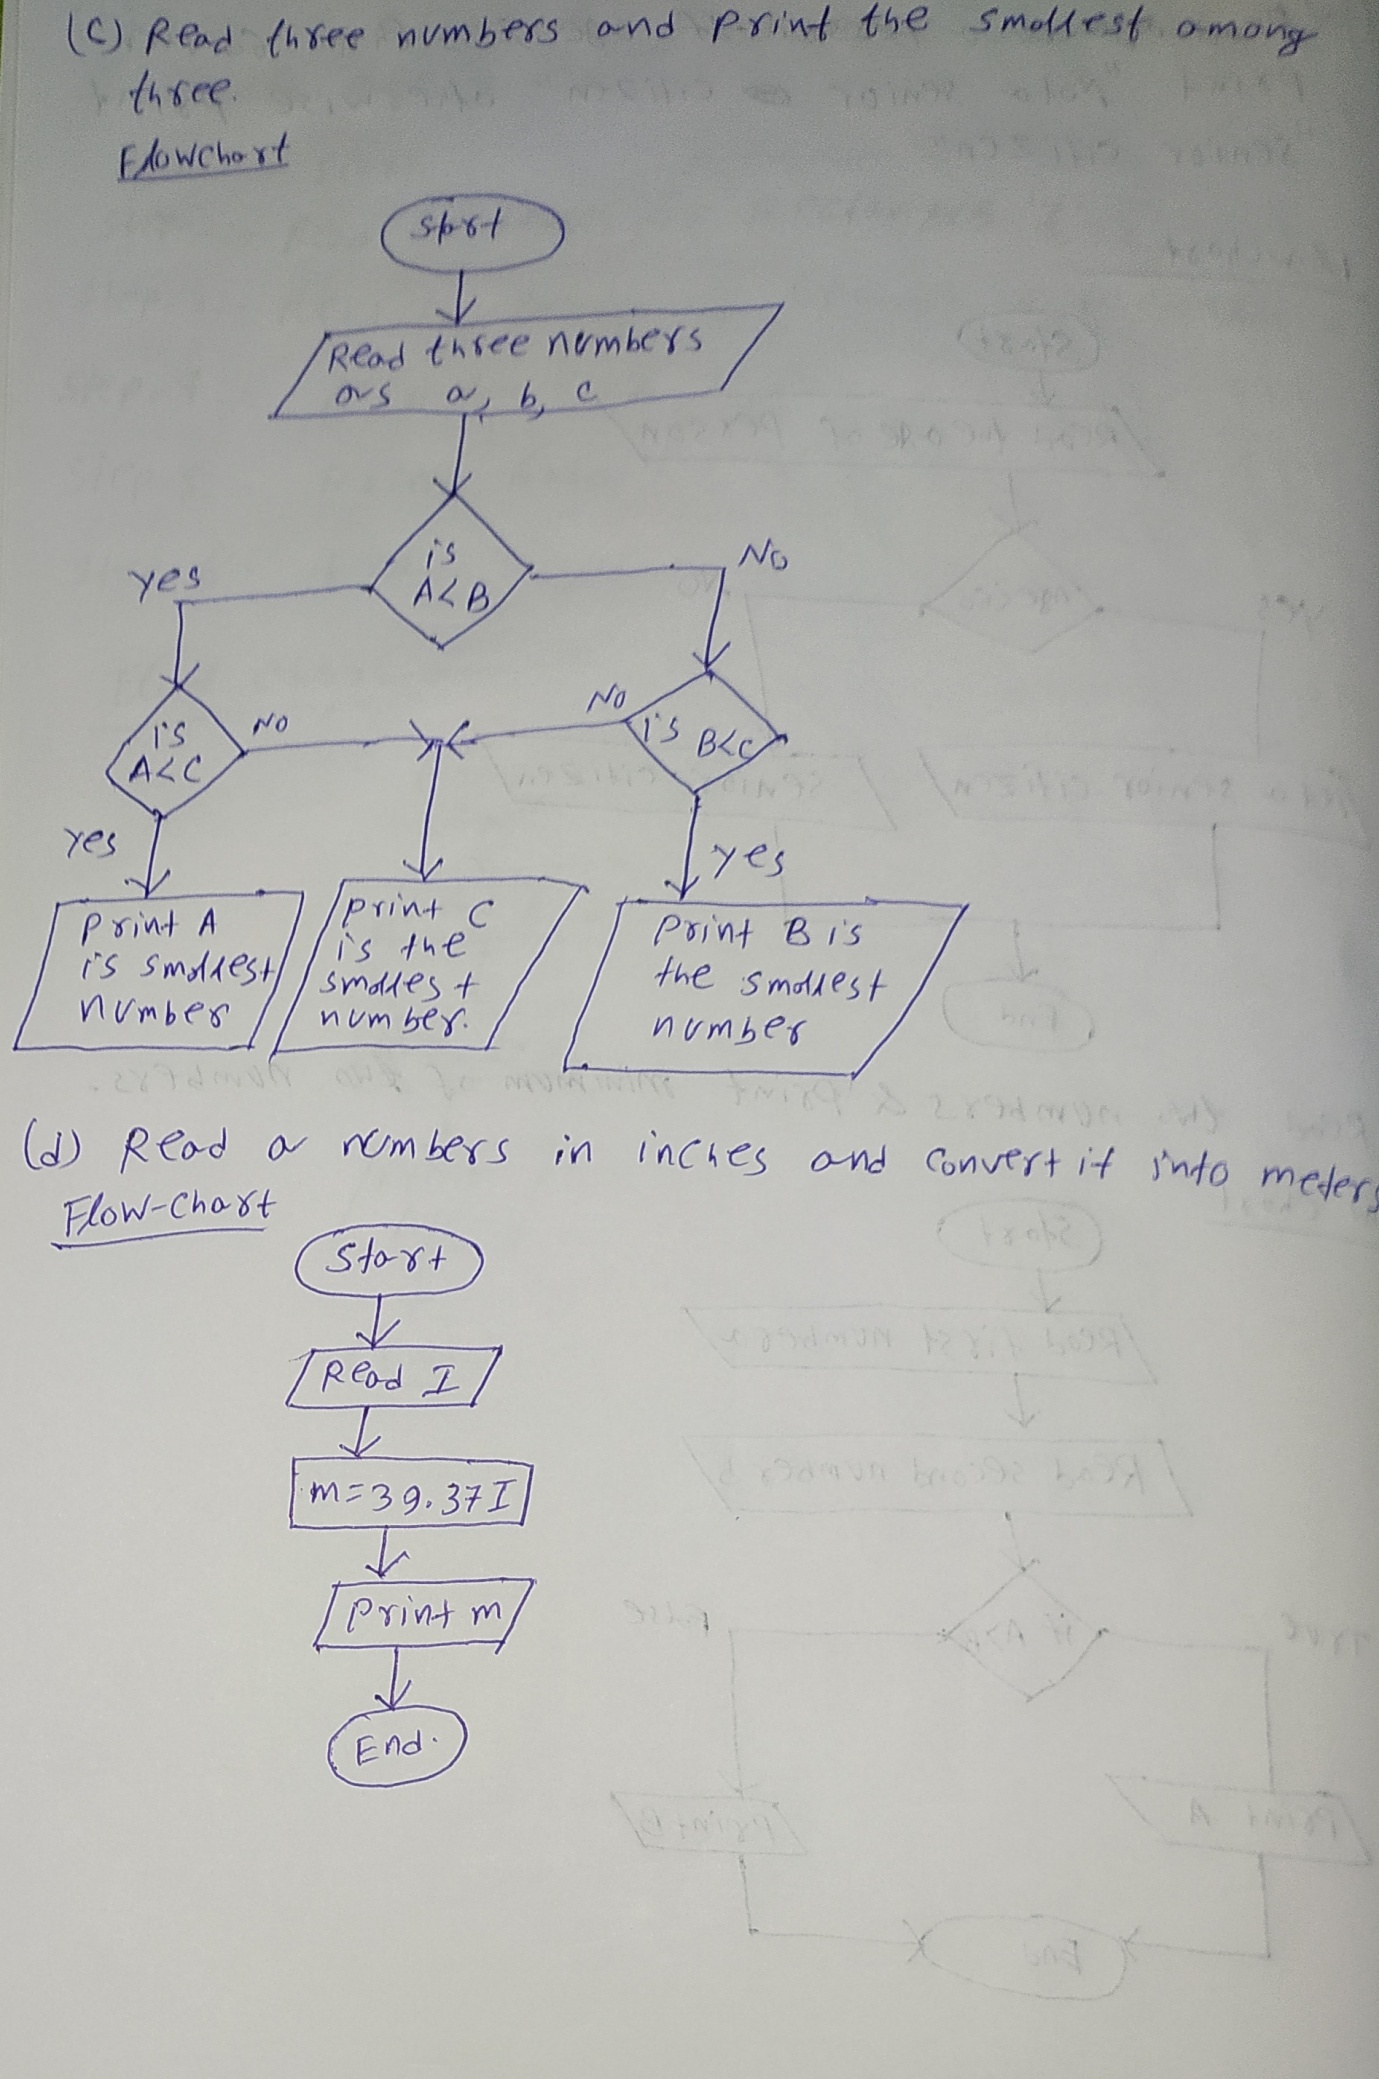 (C) Read three numbers and print the smallest among
three.
Flowchart
Start
Read three numbers
as a, b, c
is
A<B
yes
No
is
A<C
No
No
is B<C
Yes
yes
Print A
is smallest
number
print C
is the
smallest
number.
Print B is
the smallest
number
(d) Read a numbers in inches and convert it into meters
Flow-Chart
Start
Read I
m=39.37I
Print m
End.